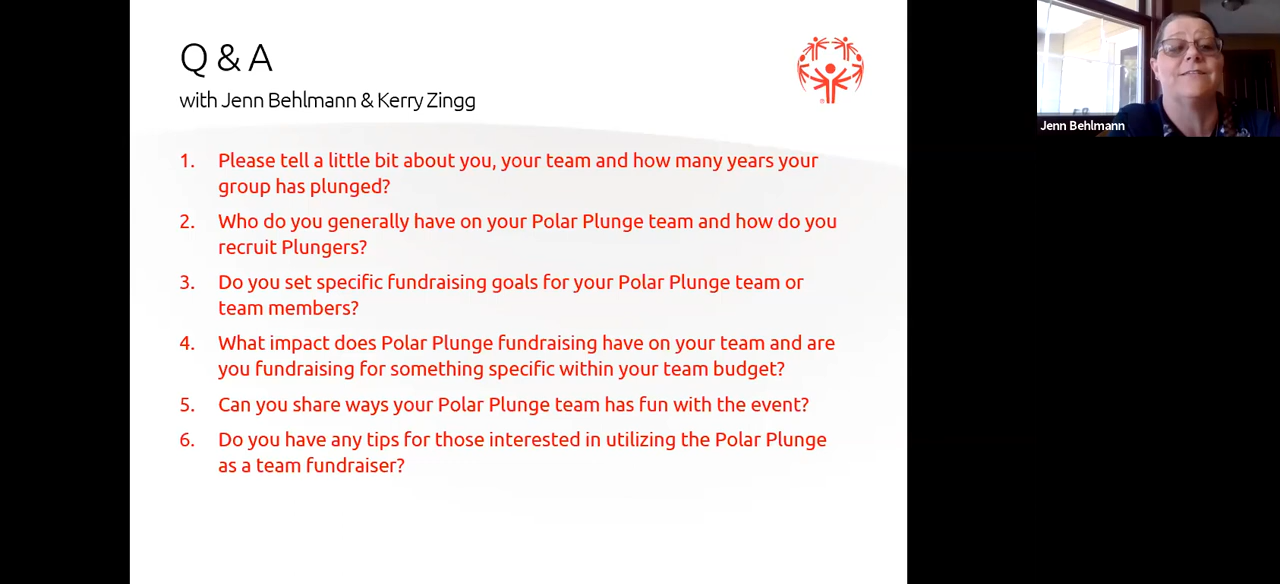 Q & A
with Jenn Behlmann & Kerry Zingg
1. Please tell a little bit about you, your team and how many years your
group has plunged?
2. Who do you generally have on your Polar Plunge team and how do you
recruit Plungers?
3. Do you set specific fundraising goals for your Polar Plunge team or
team members?
4. What impact does Polar Plunge fundraising have on your team and are
you fundraising for something specific within your team budget?
5. Can you share ways your Polar Plunge team has fun with the event?
6. Do you have any tips for those interested in utilizing the Polar Plunge
as a team fundraiser?
Jenn Behlmann